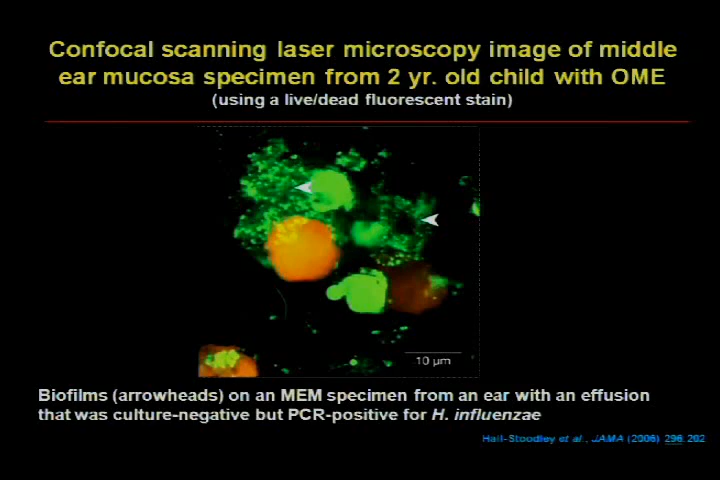 Confocal scanning laser microscopy image of middle
ear mucosa specimen from 2 yr. old child with OME
(using a live/dead fluorescent stain)
10 µm
Biofilms (arrowheads) on an MEM specimen from an ear with an effusion
that was culture-negative but PCR-positive for H. influenzae
Hall-Stoodley et al., JAMA (2006) 296:202